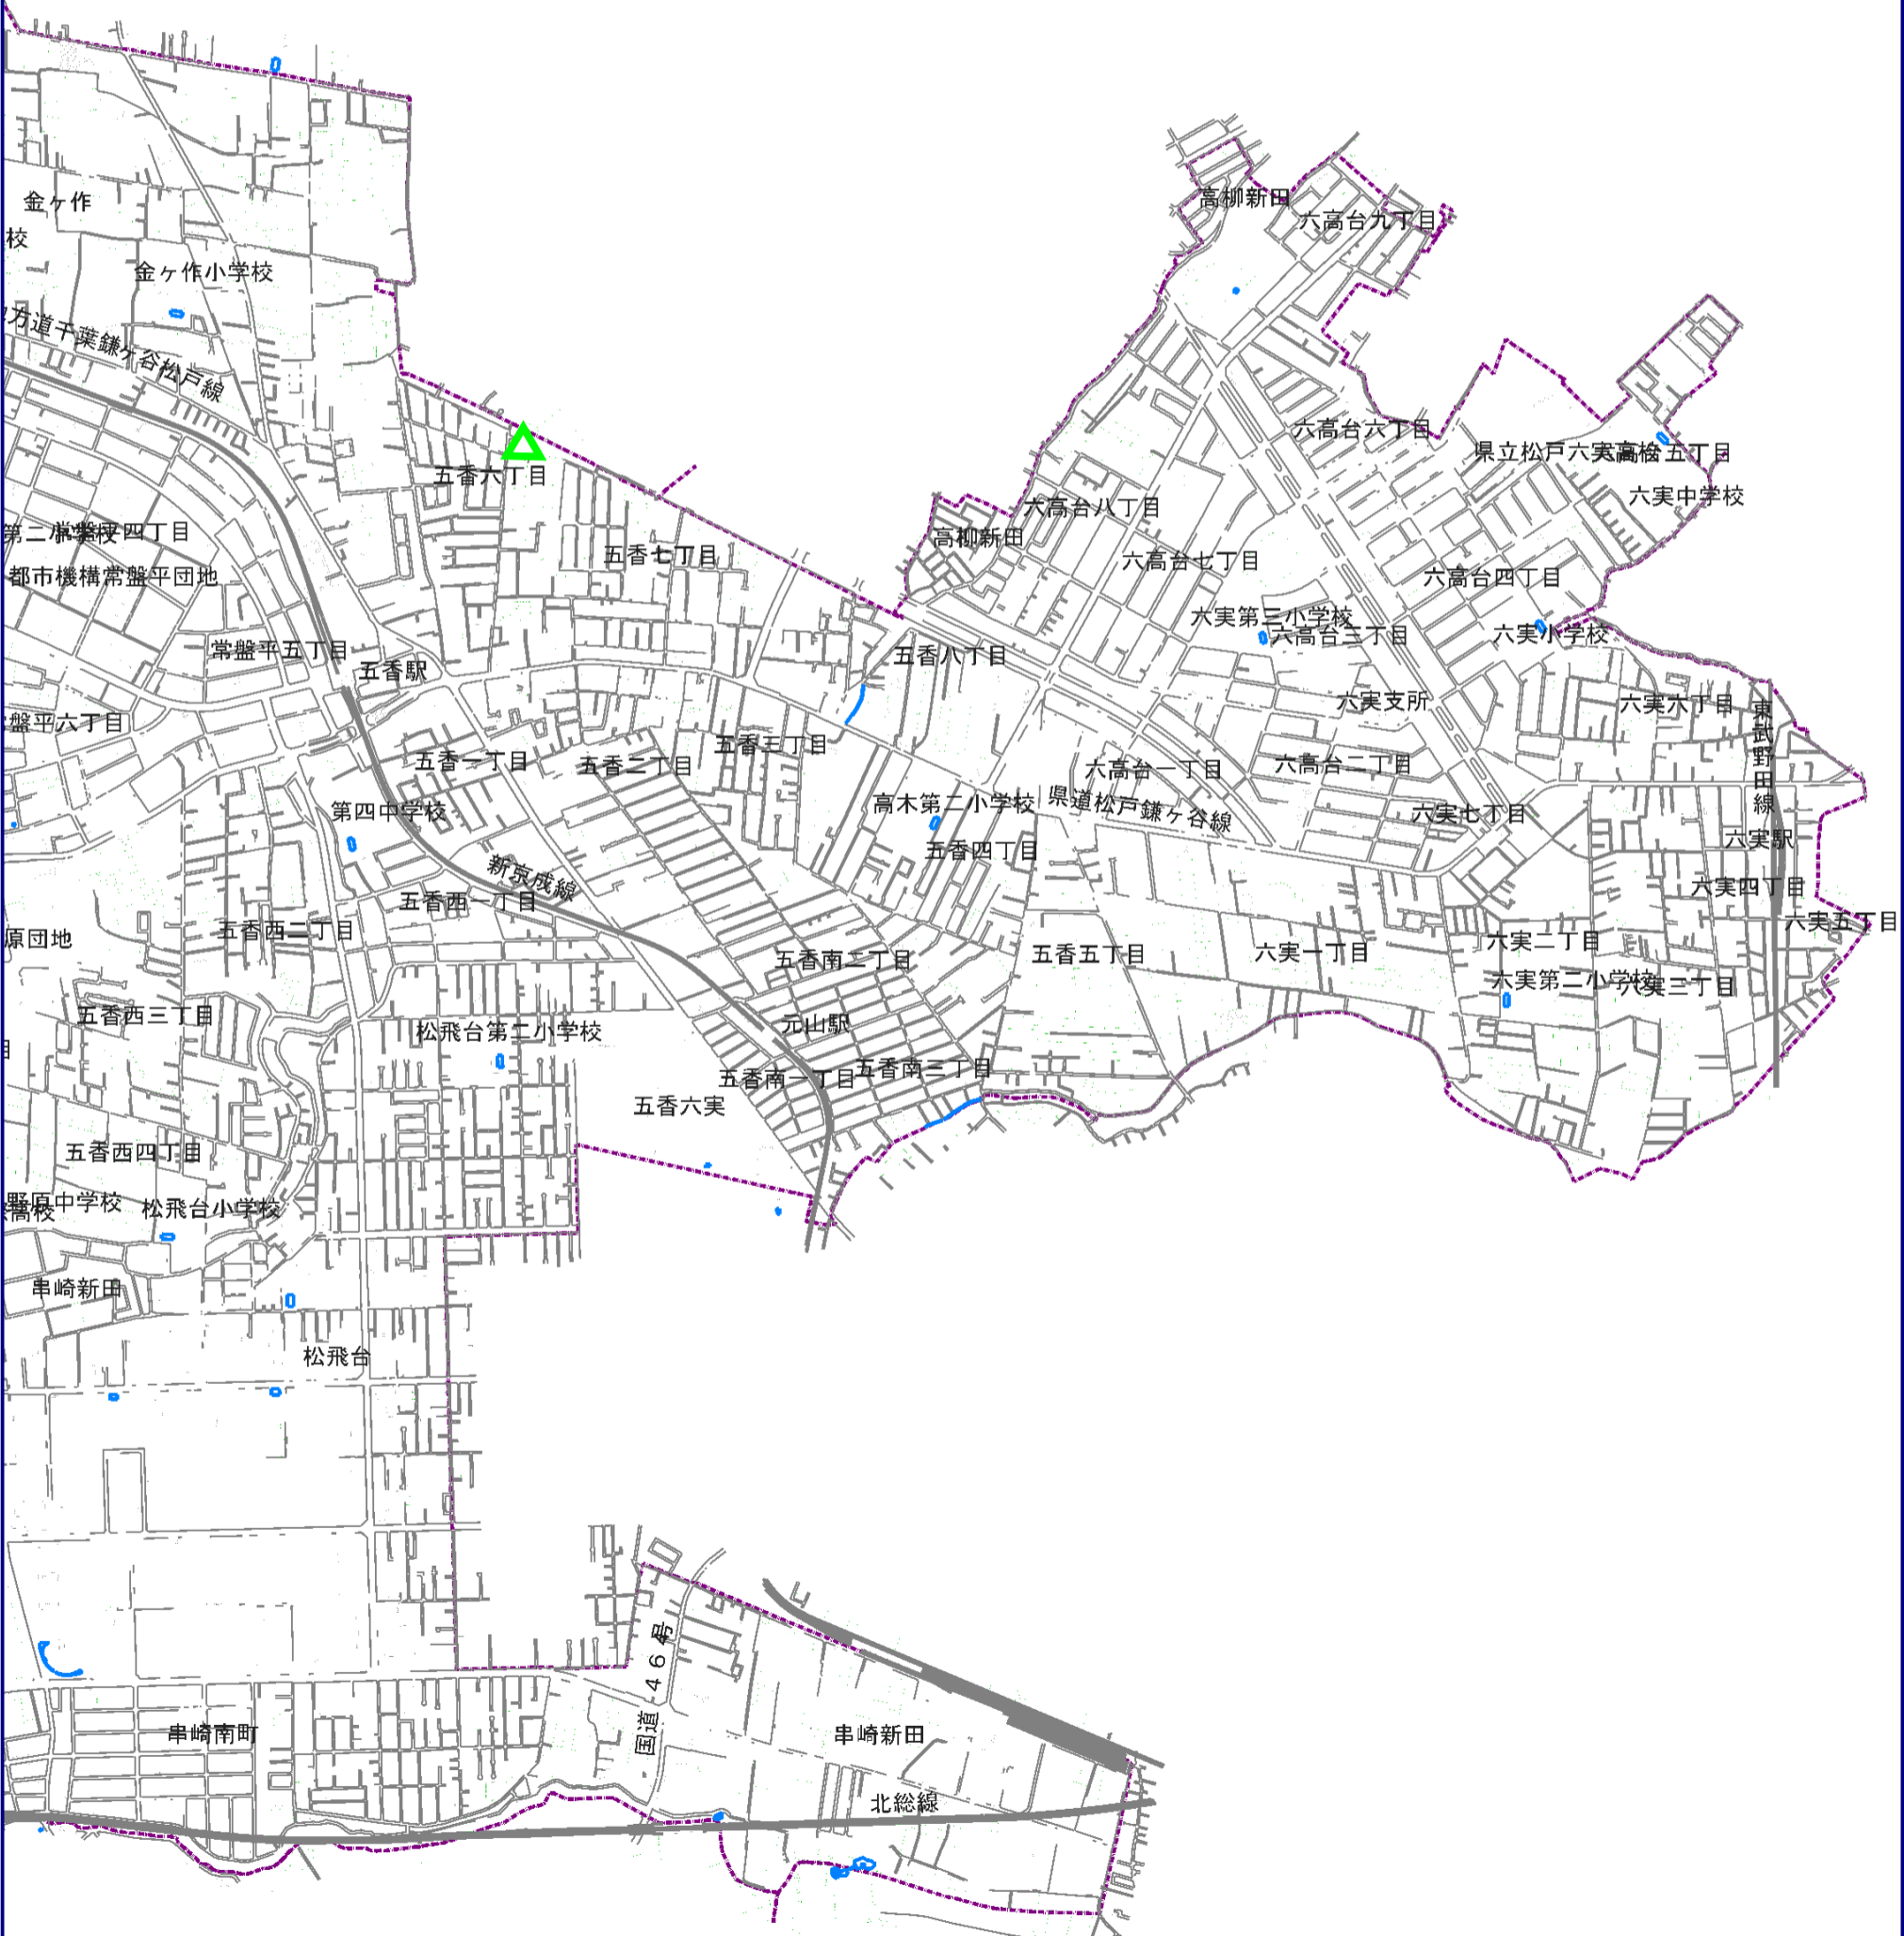 高柳新田
金ヶ作
六高台九丁目
校
金ヶ作小学校
方道千葉鎌ヶ谷松戸線
六高台六丁目
県立松戸六実高校
五丁目
五香六丁目
六実中学校
六高台八丁目
第二小学校
常盤平四丁目
高柳新田
五香七丁目
六高台七丁目
都市機構常盤平団地
六高台四丁目
六実第三小学校
六高台三丁目
六実小学校
常盤平五丁目
五香八丁目
五香駅
六実支所
六実六丁目
盤平六丁目
東武野田線
五香三丁目
五香一丁目
五香二丁目
六高台一丁目
六高台二丁目
高木第二小学校
県道松戸鎌ヶ谷線
第四中学校
六実七丁目
六実駅
五香四丁目
新京成線
六実四丁目
五香西一丁目
六実五丁目
五香西二丁目
原団地
六実二丁目
五香南二丁目
五香五丁目
六実一丁目
六実第二小学校
六実三丁目
五香西三丁目
元山駅
松飛台第二小学校
目
五香南三丁目
五香南一丁目
五香六実
五香西四丁目
野原中学校
高校
松飛台小学校
串崎新田
松飛台
国道464号
串崎南町
串崎新田
北総線